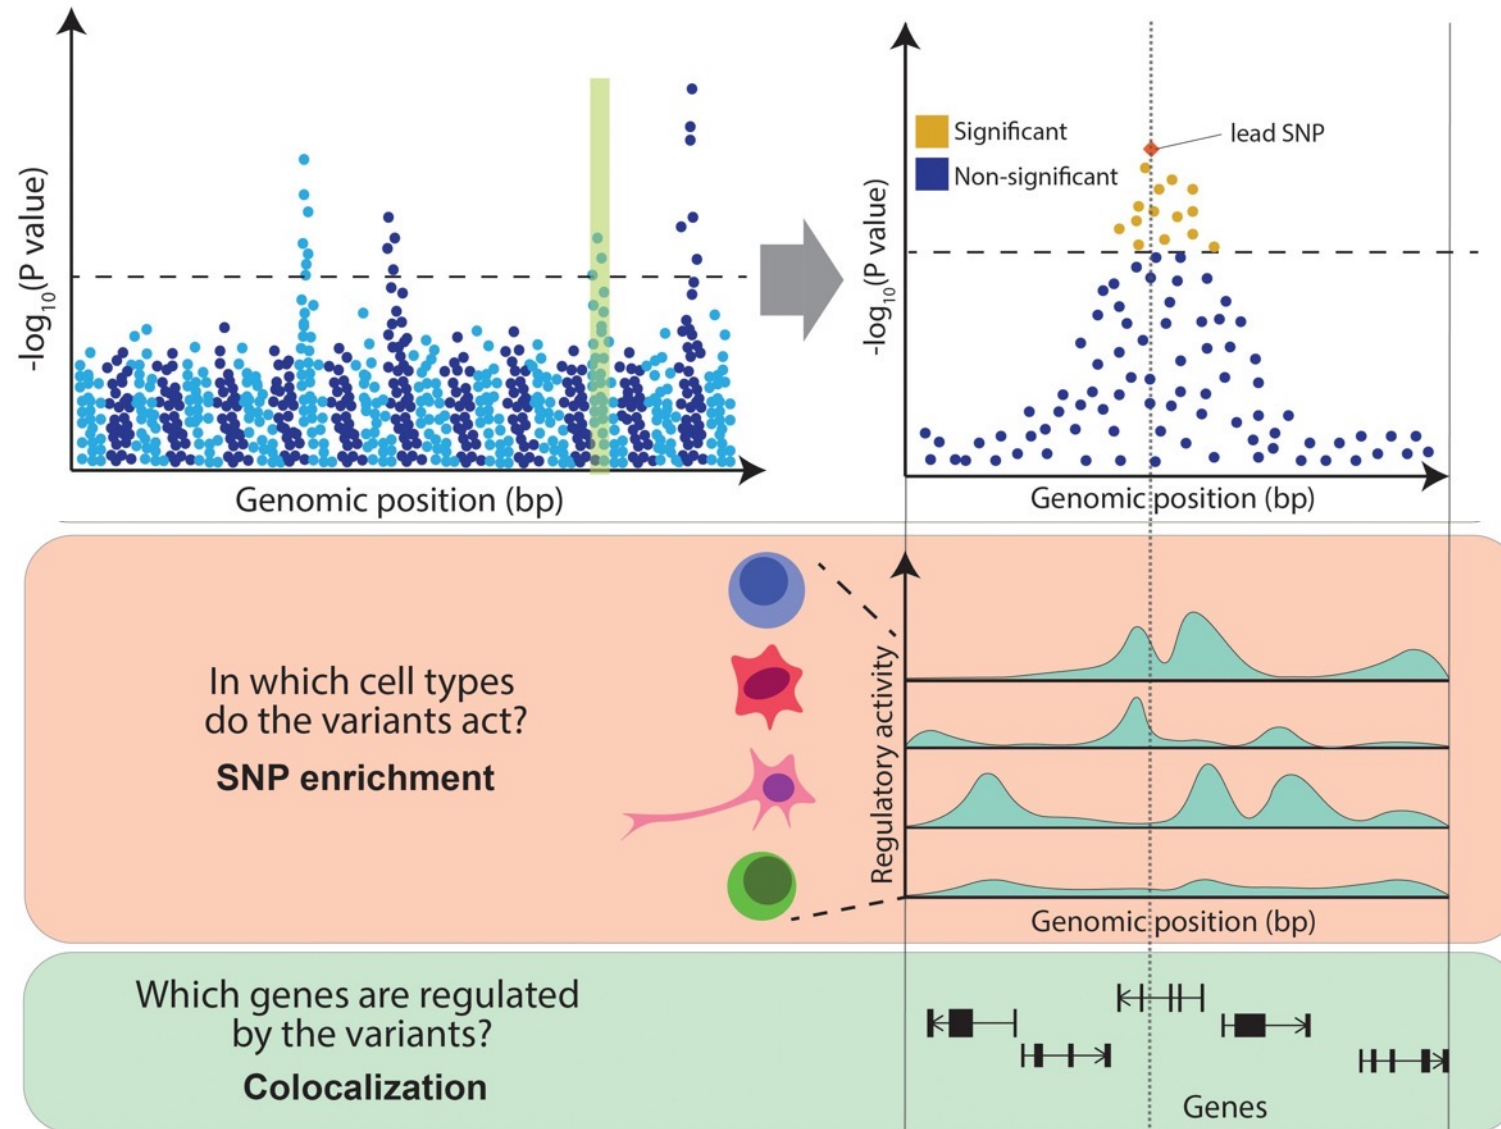 -log10(P value)
Genomic position (bp)
-log10(P value)
Significant
Non-significant
lead SNP
Genomic position (bp)
In which cell types
do the variants act?
SNP enrichment
Regulatory activity
Genomic position (bp)
Which genes are regulated
by the variants?
Colocalization
Genes